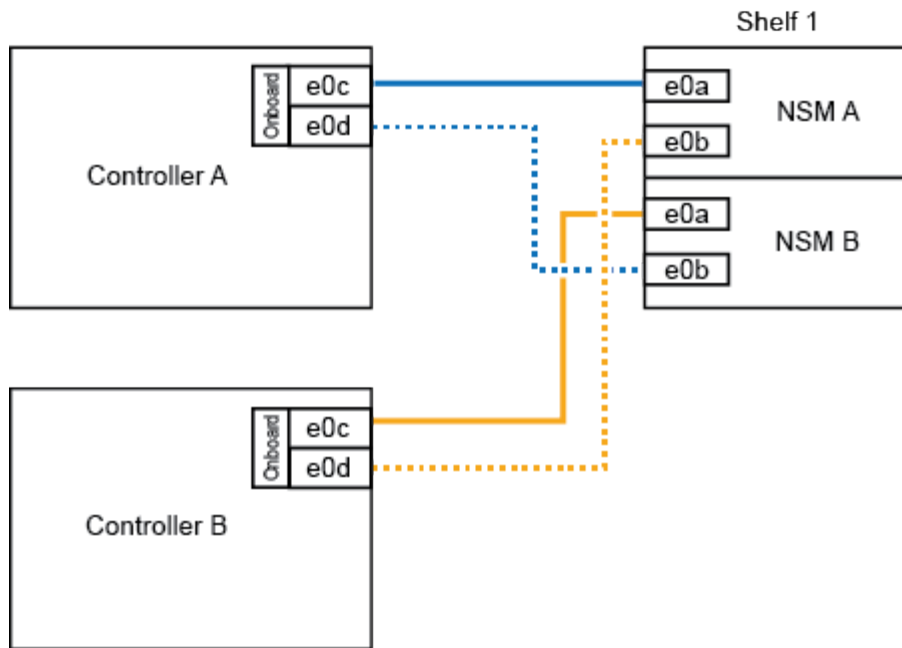 Shelf 1
Onboard
e0c
e0d
Controller A
e0a
e0b
NSM A
e0a
e0b
NSM B
Onboard
e0c
e0d
Controller B